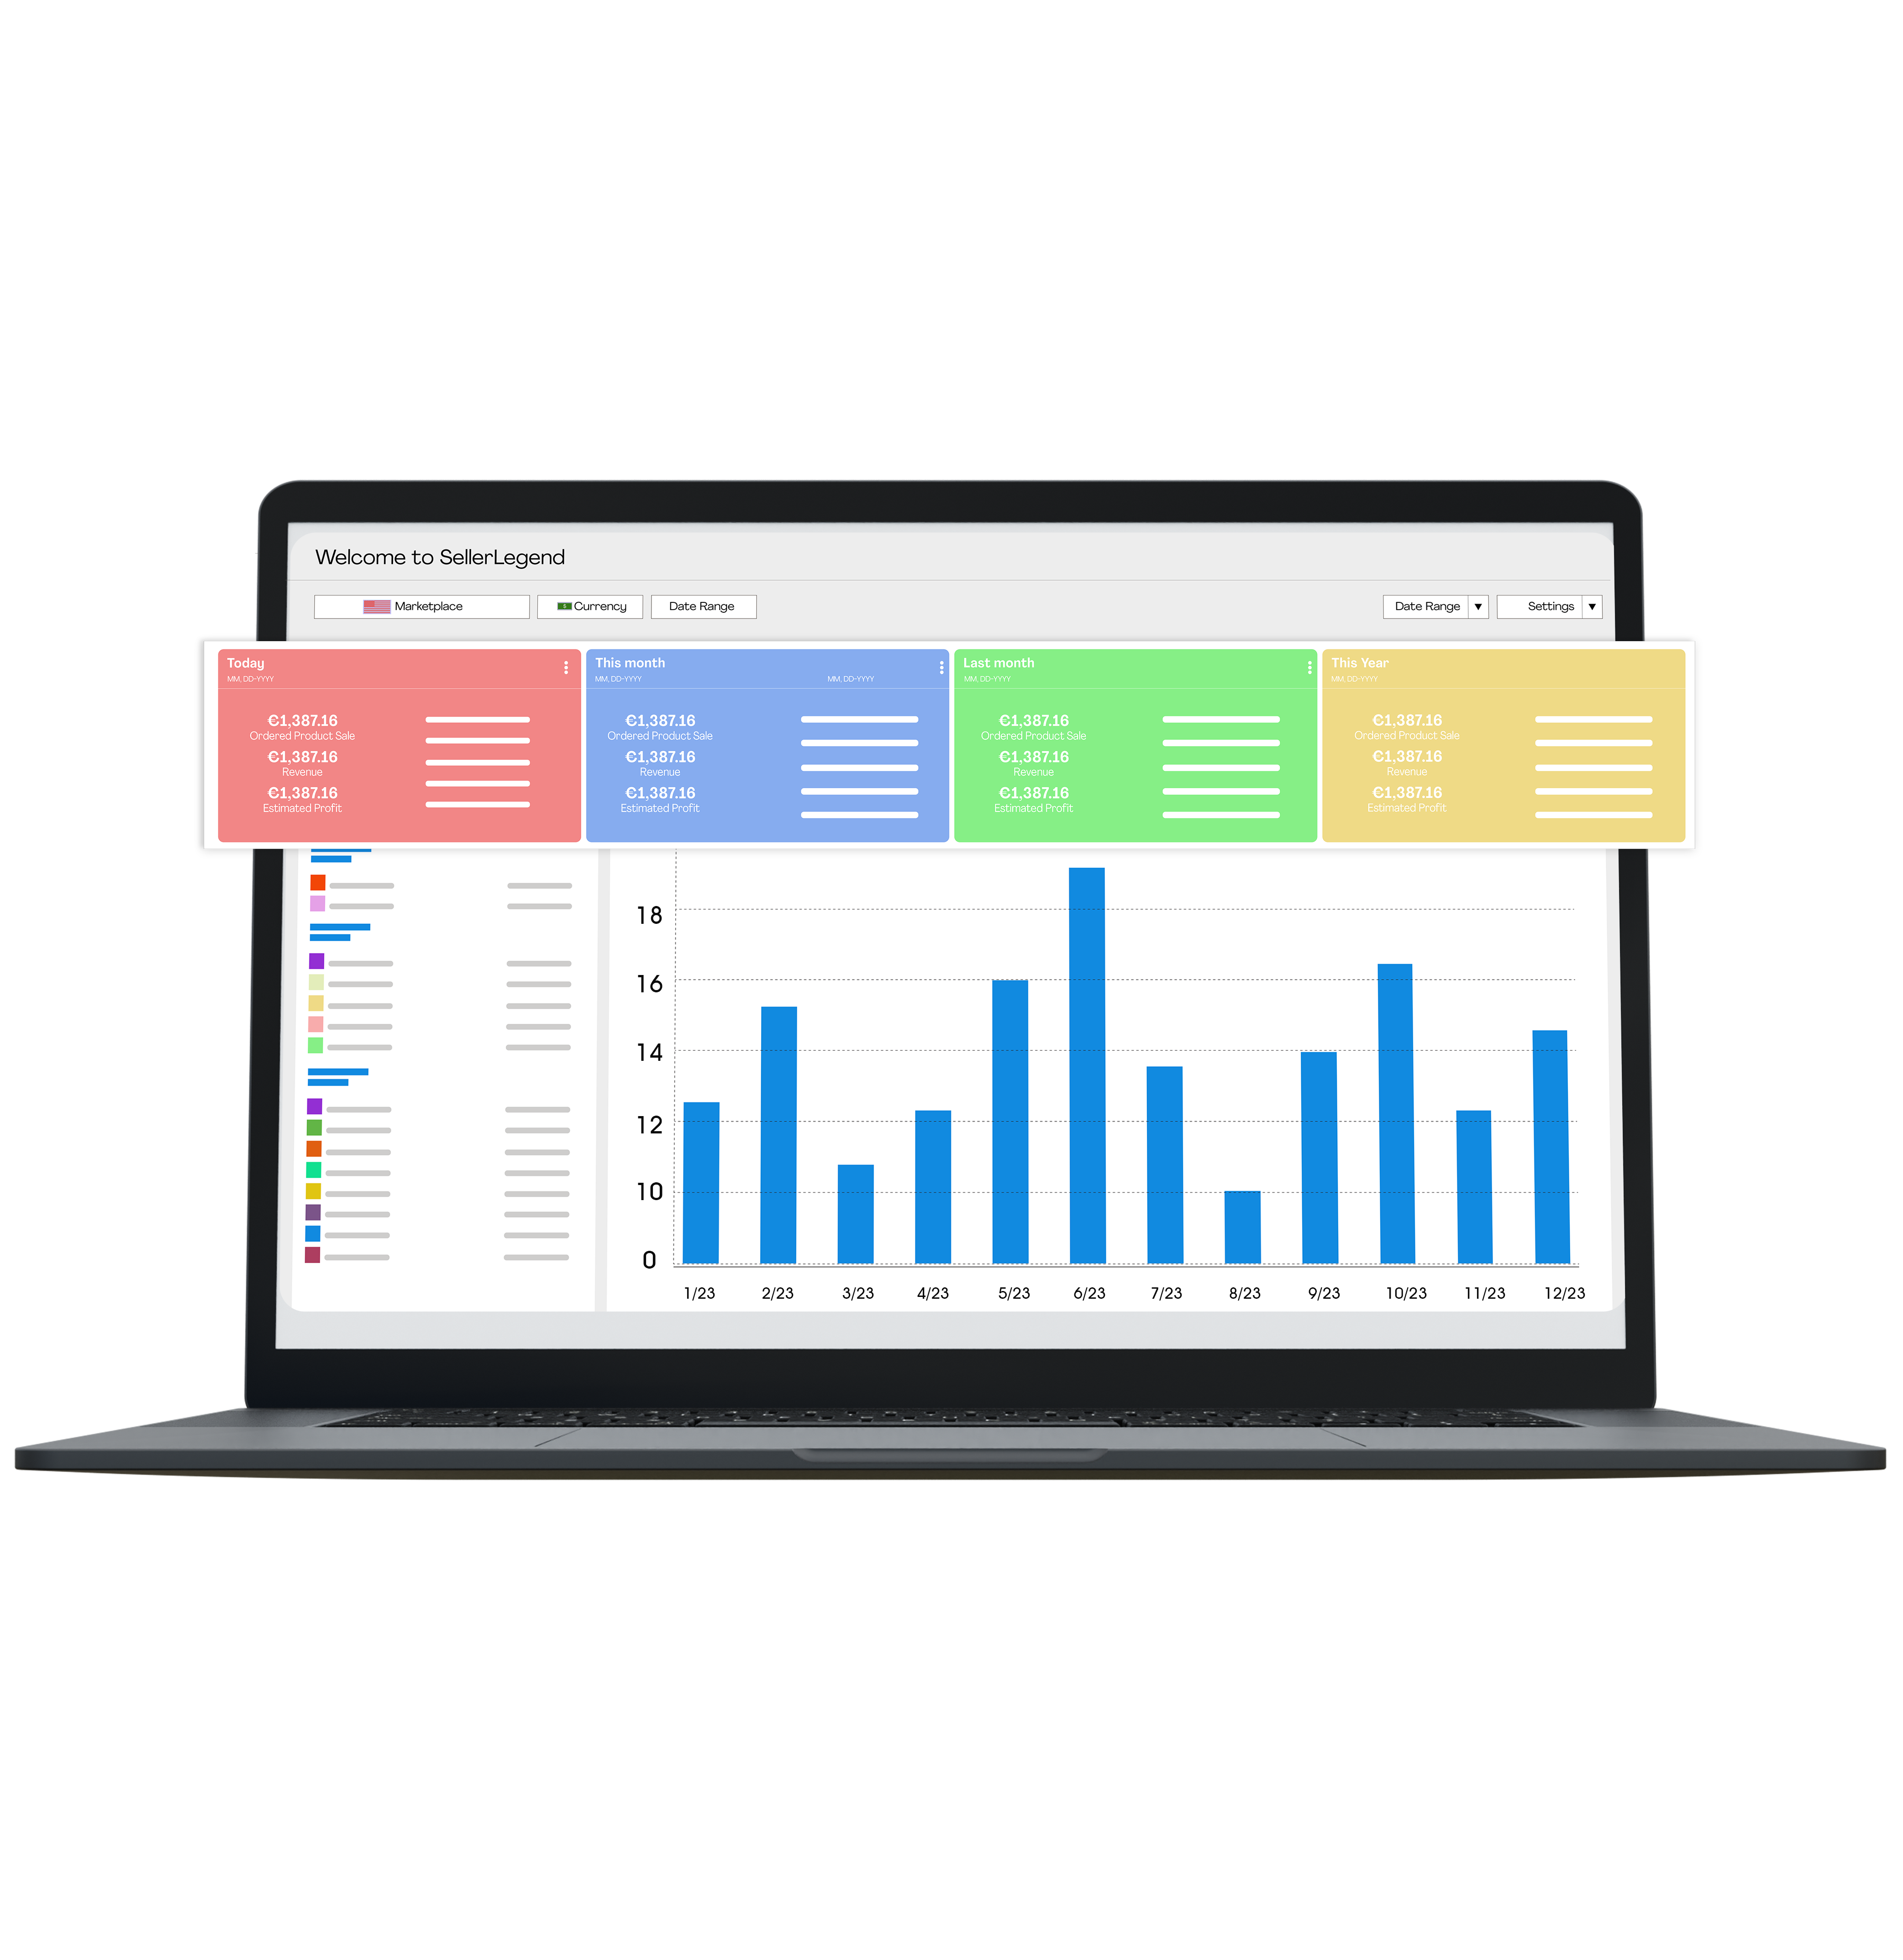 Welcome to SellerLegend
Marketplace
Currency
Date Range
Date Range
Settings
Today
MM, DD-YYYY
€1,387.16
Ordered Product Sale
€1,387.16
Revenue
€1,387.16
Estimated Profit
This month
MM, DD-YYYY
MM, DD-YYYY
€1,387.16
Ordered Product Sale
€1,387.16
Revenue
€1,387.16
Estimated Profit
Last month
MM, DD-YYYY
€1,387.16
Ordered Product Sale
€1,387.16
Revenue
€1,387.16
Estimated Profit
This Year
MM, DD-YYYY
€1,387.16
Ordered Product Sale
€1,387.16
Revenue
€1,387.16
Estimated Profit
18
16
14
12
10
0
1/23 2/23 3/23 4/23 5/23 6/23 7/23 8/23 9/23 10/23 11/23 12/23